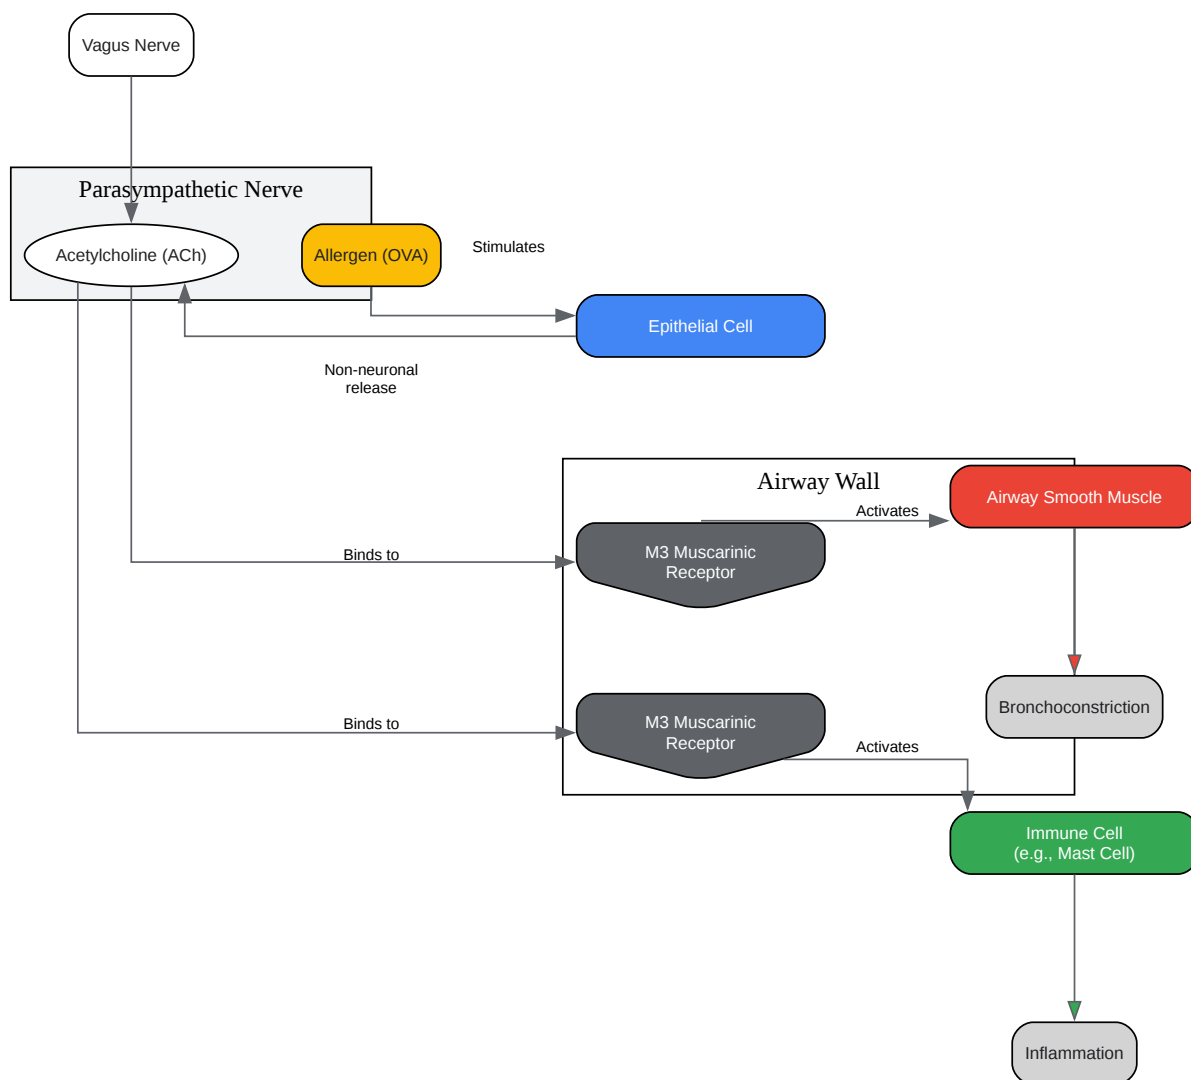 Vagus Nerve
Parasympathetic Nerve
Acetylcholine (ACh)
Allergen (OVA)
Stimulates
Epithelial Cell
Non-neuronal
release
Airway Wall
Airway Smooth Muscle
Activates
M3 Muscarinic
Receptor
Binds to
Bronchoconstriction
M3 Muscarinic
Receptor
Binds to
Activates
Immune Cell
(e.g., Mast Cell)
Inflammation